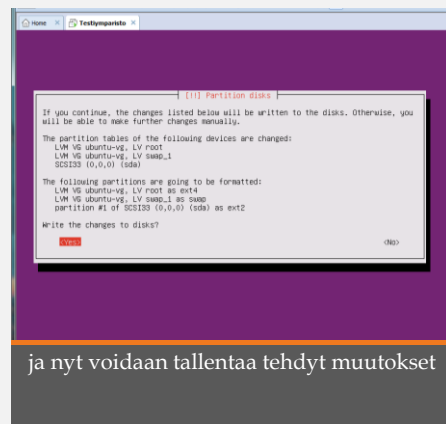 Home × Testiymparisto ×
[!!] Partition disks
If you continue, the changes listed below will be written to the disks. Otherwise, you
will be able to make further changes manually.
The partition tables of the following devices are changed:
LVM VG ubuntu-vg, LV root
LVM VG ubuntu-vg, LV swap_1
SCSI33 (0,0,0) (sda)
The following partitions are going to be formatted:
LVM VG ubuntu-vg, LV root as ext4
LVM VG ubuntu-vg, LV swap_1 as swap
partition #1 of SCSI33 (0,0,0) (sda) as ext2
Write the changes to disks?
<Yes> <No>
ja nyt voidaan tallentaa tehdyt muutokset